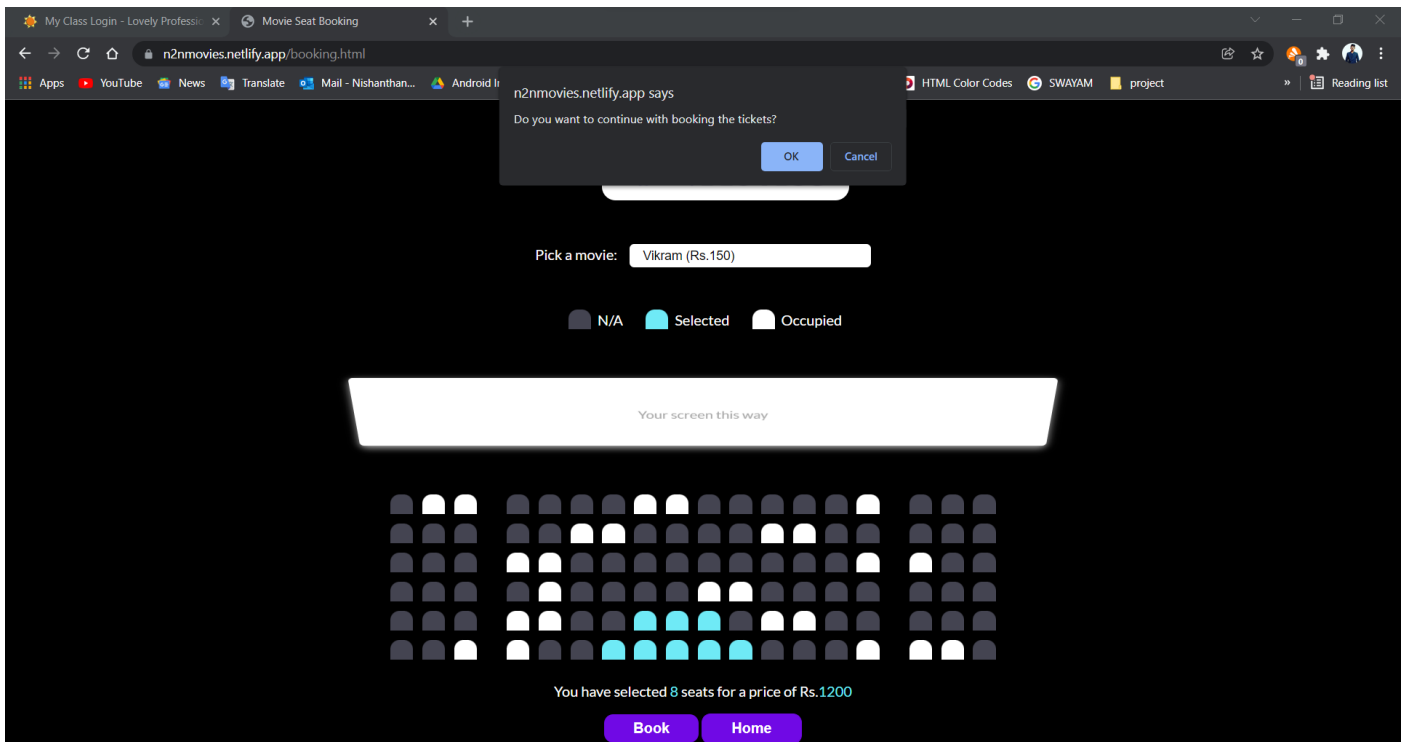 My Class Login - Lovely Professio
Movie Seat Booking
n2nmovies.netlify.app/booking.html
Apps YouTube News Translate Mail - Nishanthan... Android HTML Color Codes SWAYAM project » Reading list
n2nmovies.netlify.app says
Do you want to continue with booking the tickets?
OK Cancel
Pick a movie: Vikram (Rs.150)
N/A Selected Occupied
Your screen this way
You have selected 8 seats for a price of Rs.1200
Book Home